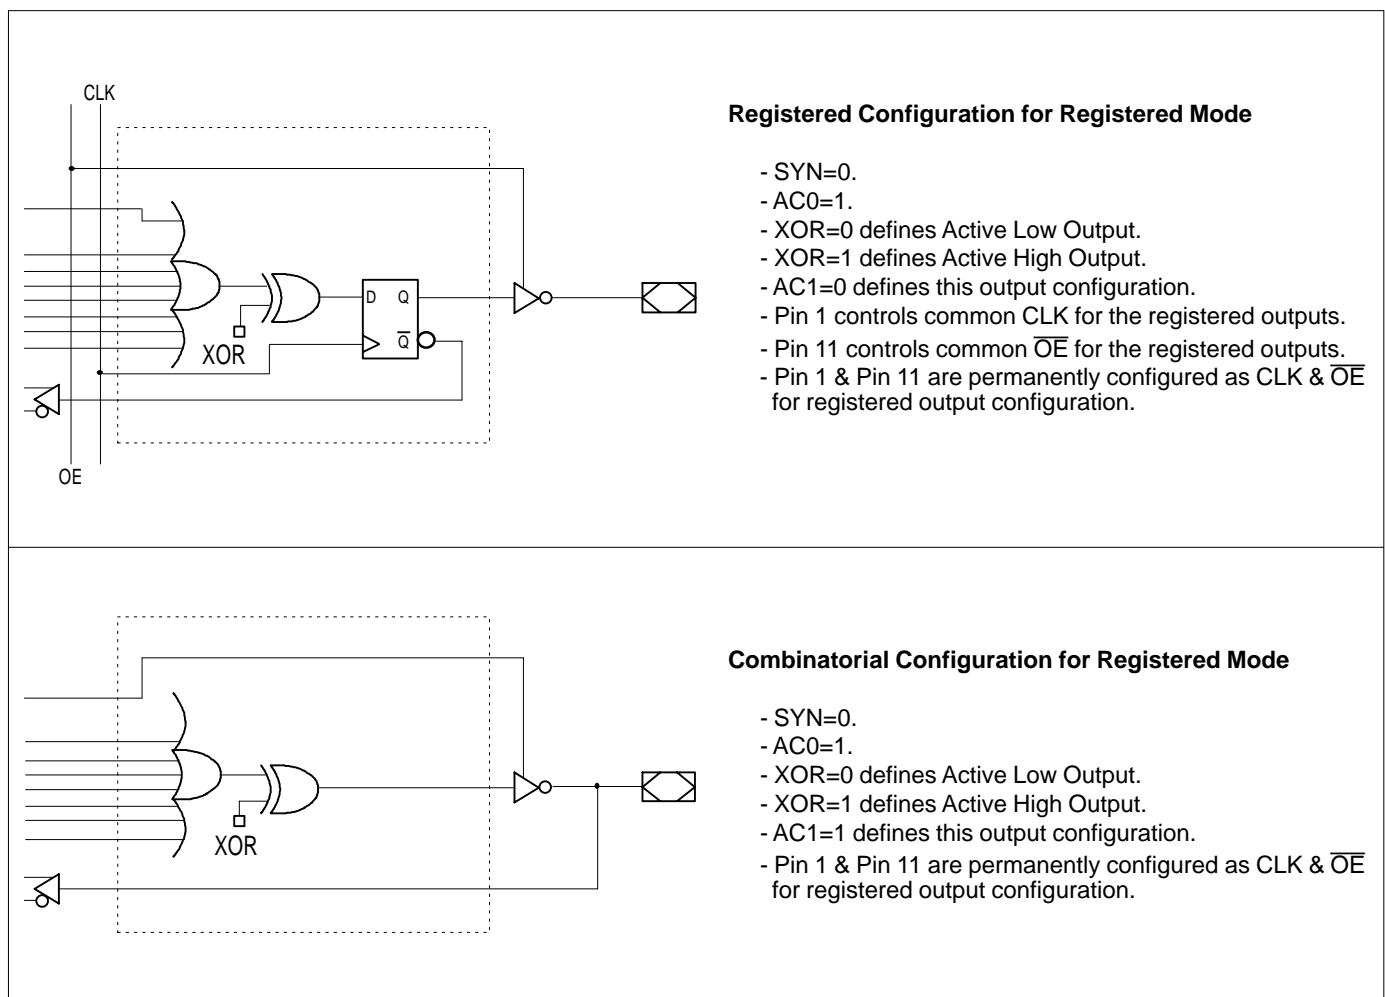 CLK
XOR
D Q
Q̅
OE
Registered Configuration for Registered Mode
- SYN=0.
- AC0=1.
- XOR=0 defines Active Low Output.
- XOR=1 defines Active High Output.
- AC1=0 defines this output configuration.
- Pin 1 controls common CLK for the registered outputs.
- Pin 11 controls common O̅E̅ for the registered outputs.
- Pin 1 & Pin 11 are permanently configured as CLK & O̅E̅
for registered output configuration.
XOR
Combinatorial Configuration for Registered Mode
- SYN=0.
- AC0=1.
- XOR=0 defines Active Low Output.
- XOR=1 defines Active High Output.
- AC1=1 defines this output configuration.
- Pin 1 & Pin 11 are permanently configured as CLK & O̅E̅
for registered output configuration.